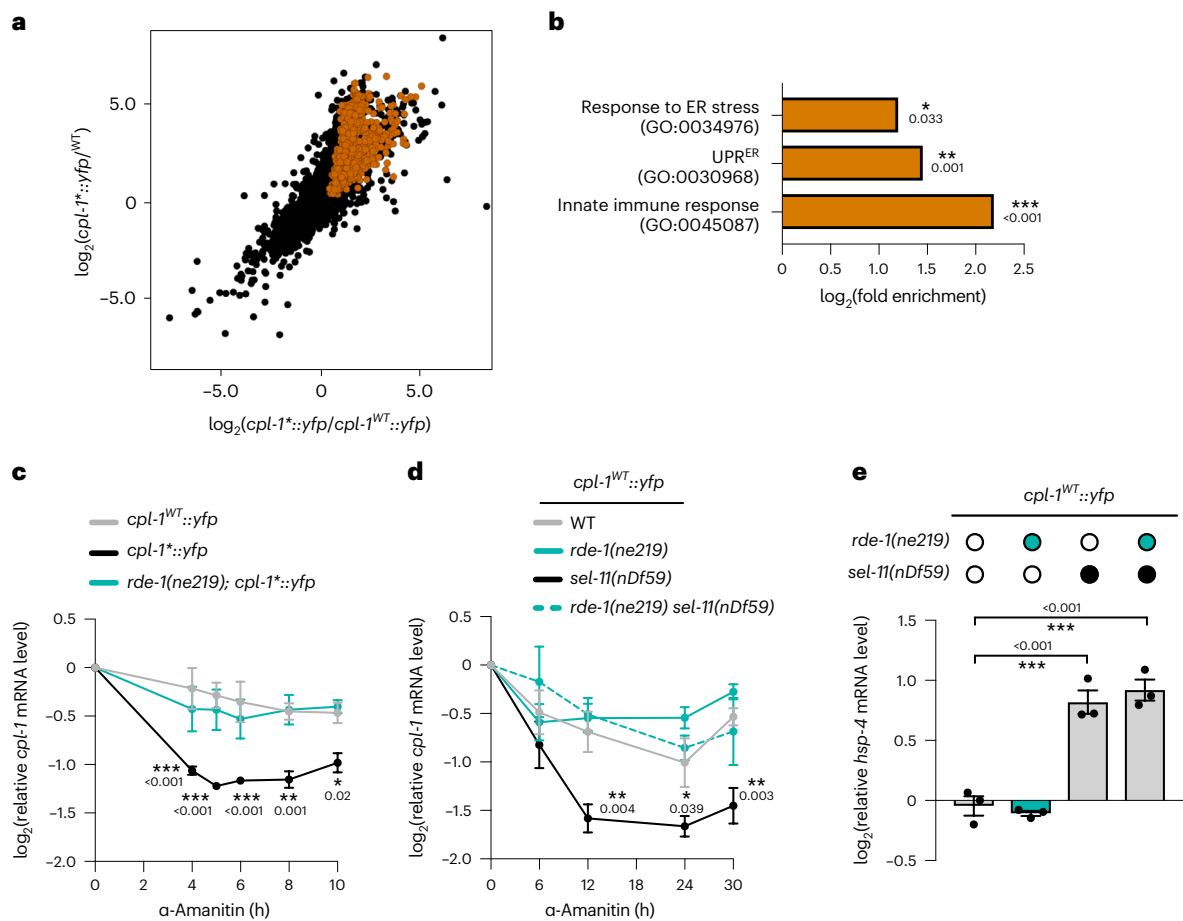 a
log2(cpl-1*::yfp/WT)
5.0
0
−5.0
−5.0
0
5.0
log2(cpl-1*::yfp/cpl-1WT::yfp)
b
Response to ER stress
(GO:0034976)
UPRER
(GO:0030968)
Innate immune response
(GO:0045087)
*
0.033
**
0.001
***
<0.001
0
0.5
1.0
1.5
2.0
2.5
log2(fold enrichment)
c
cpl-1WT::yfp
cpl-1*::yfp
rde-1(ne219); cpl-1*::yfp
log2(relative cpl-1 mRNA level)
0.5
0
−0.5
−1.0
−1.5
−2.0
***
<0.001
***
<0.001
***
<0.001
**
0.001
*
0.02
0
2
4
6
8
10
α-Amanitin (h)
d
cpl-1WT::yfp
WT
rde-1(ne219)
sel-11(nDf59)
rde-1(ne219) sel-11(nDf59)
log2(relative cpl-1 mRNA level)
0.5
0
−0.5
−1.0
−1.5
−2.0
**
0.004
*
0.039
**
0.003
0
6
12
24
30
α-Amanitin (h)
e
cpl-1WT::yfp
rde-1(ne219)
sel-11(nDf59)
log2(relative hsp-4 mRNA level)
1.5
1.0
0.5
0
−0.5
<0.001
***
<0.001
***